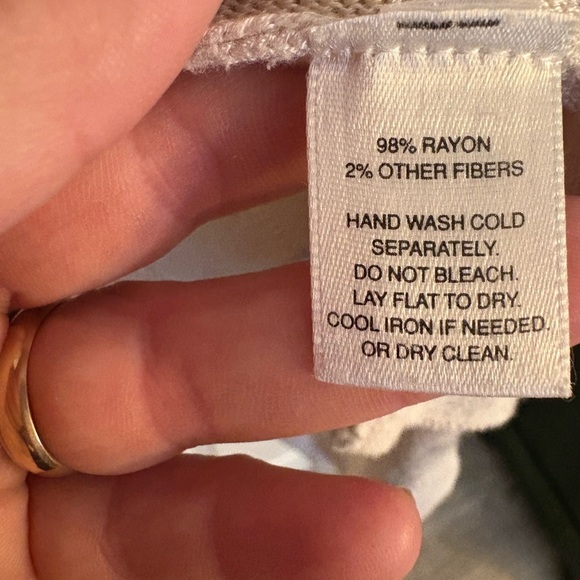 98% RAYON
2% OTHER FIBERS
HAND WASH COLD
SEPARATELY.
DO NOT BLEACH.
LAY FLAT TO DRY.
COOL IRON IF NEEDED.
OR DRY CLEAN.